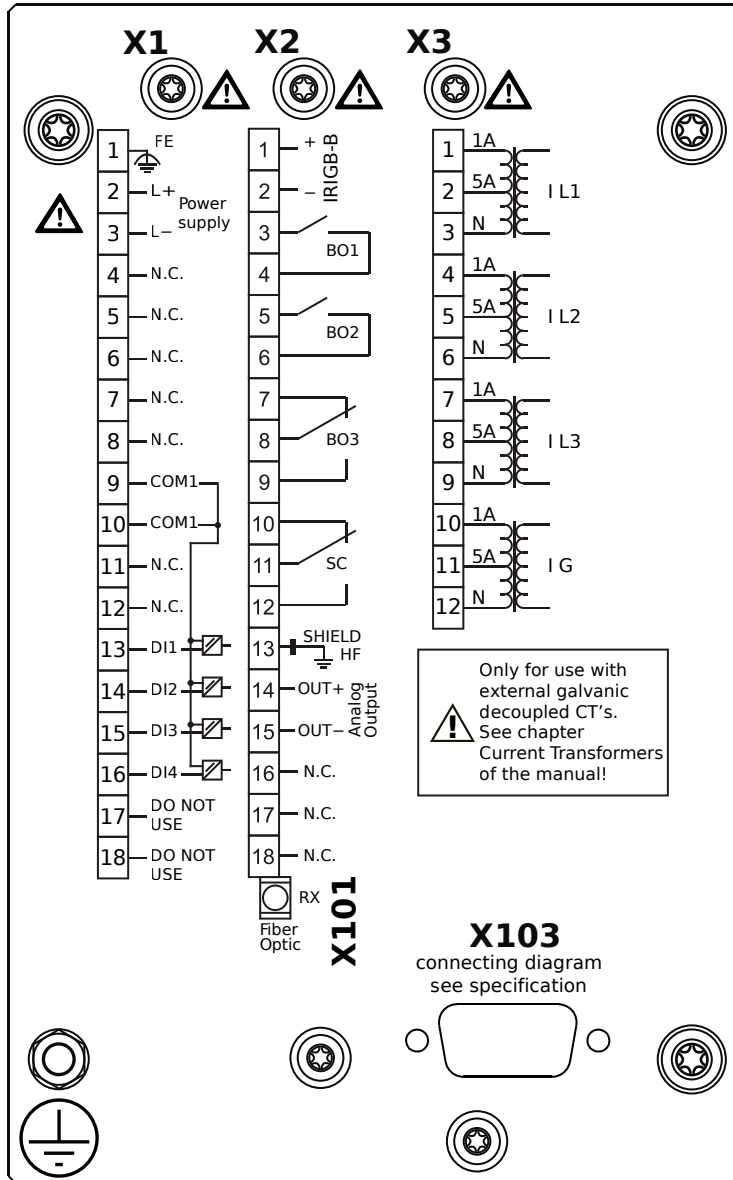 X1
X2
X3
1 FE
2 L+
3 L−
Power
supply
4 N.C.
5 N.C.
6 N.C.
7 N.C.
8 N.C.
9 COM1
10 COM1
11 N.C.
12 N.C.
13 DI1
14 DI2
15 DI3
16 DI4
17 DO NOT
USE
18 DO NOT
USE
1 +
2 −
IRIGB-B
3
4
BO1
5
6
BO2
7
8
9
BO3
10
11
12
SC
13 SHIELD
HF
14 OUT+
15 OUT−
Analog
Output
16 N.C.
17 N.C.
18 N.C.
RX
Fiber
Optic
X101
1 1A
2 5A
3 N
I L1
4 1A
5 5A
6 N
I L2
7 1A
8 5A
9 N
I L3
10 1A
11 5A
12 N
I G
Only for use with
external galvanic
decoupled CT's.
See chapter
Current Transformers
of the manual!
X103
connecting diagram
see specification